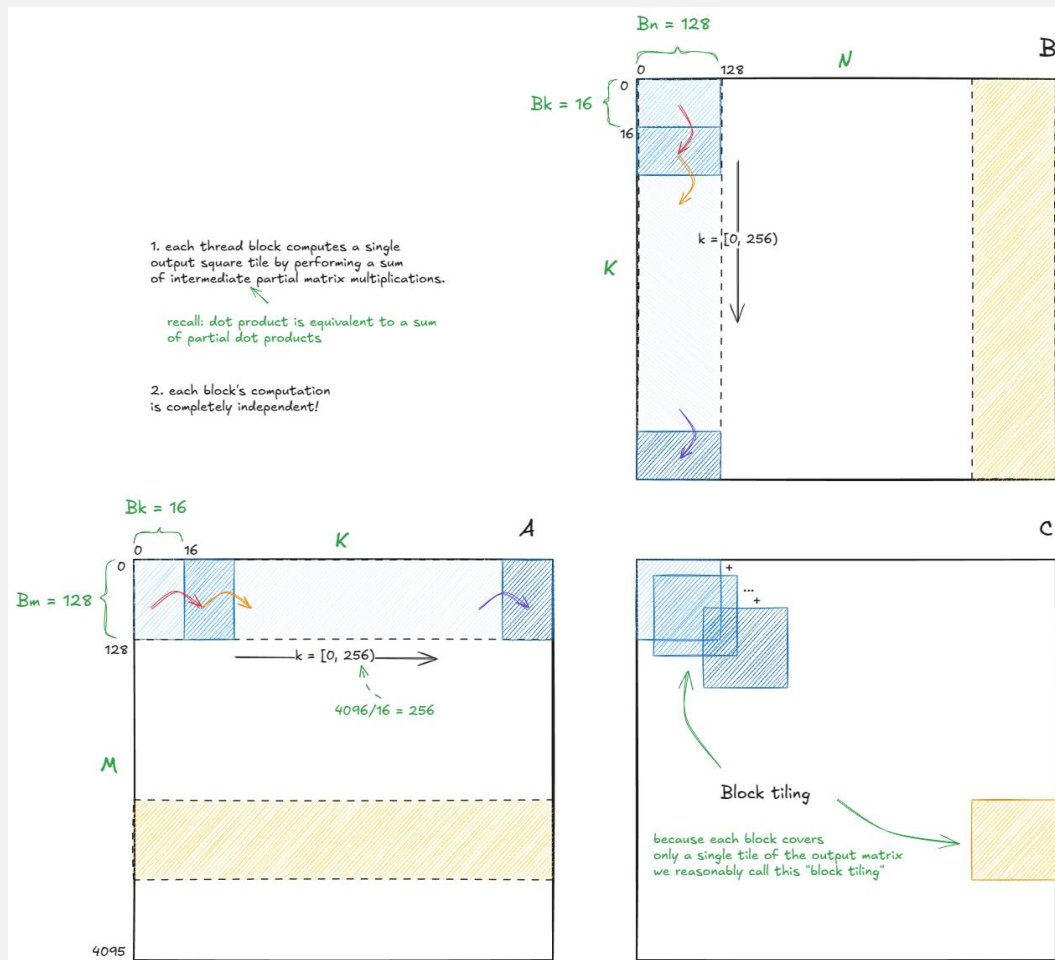 Bn = 128
B
N
0
128
0
Bk = 16
16
k = [0, 256)
K
1. each thread block computes a single
output square tile by performing a sum
of intermediate partial matrix multiplications.
recall: dot product is equivalent to a sum
of partial dot products
2. each block's computation
is completely independent!
Bk = 16
A
K
0
16
0
Bm = 128
128
k = [0, 256)
4096/16 = 256
M
4095
C
+
...
+
Block tiling
because each block covers
only a single tile of the output matrix
we reasonably call this "block tiling"